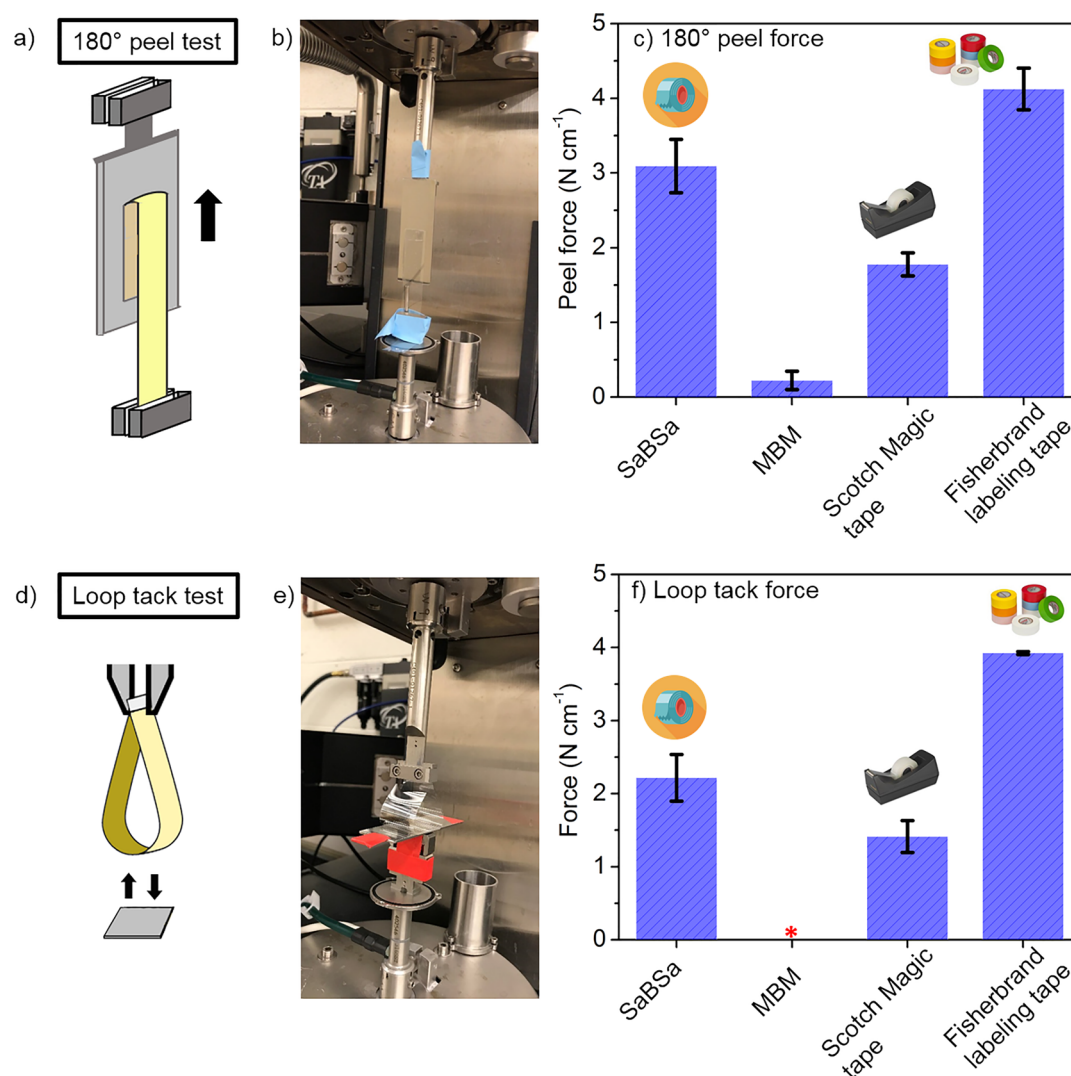 a)
180° peel test
b)
TA
c) 180° peel force
5
4
3
2
1
0
Peel force (N cm⁻¹)
SaBSa
MBM
Scotch Magic
tape
Fisherbrand
labeling tape
d)
Loop tack test
e)
TA
f) Loop tack force
5
4
3
2
1
0
Force (N cm⁻¹)
*
SaBSa
MBM
Scotch Magic
tape
Fisherbrand
labeling tape